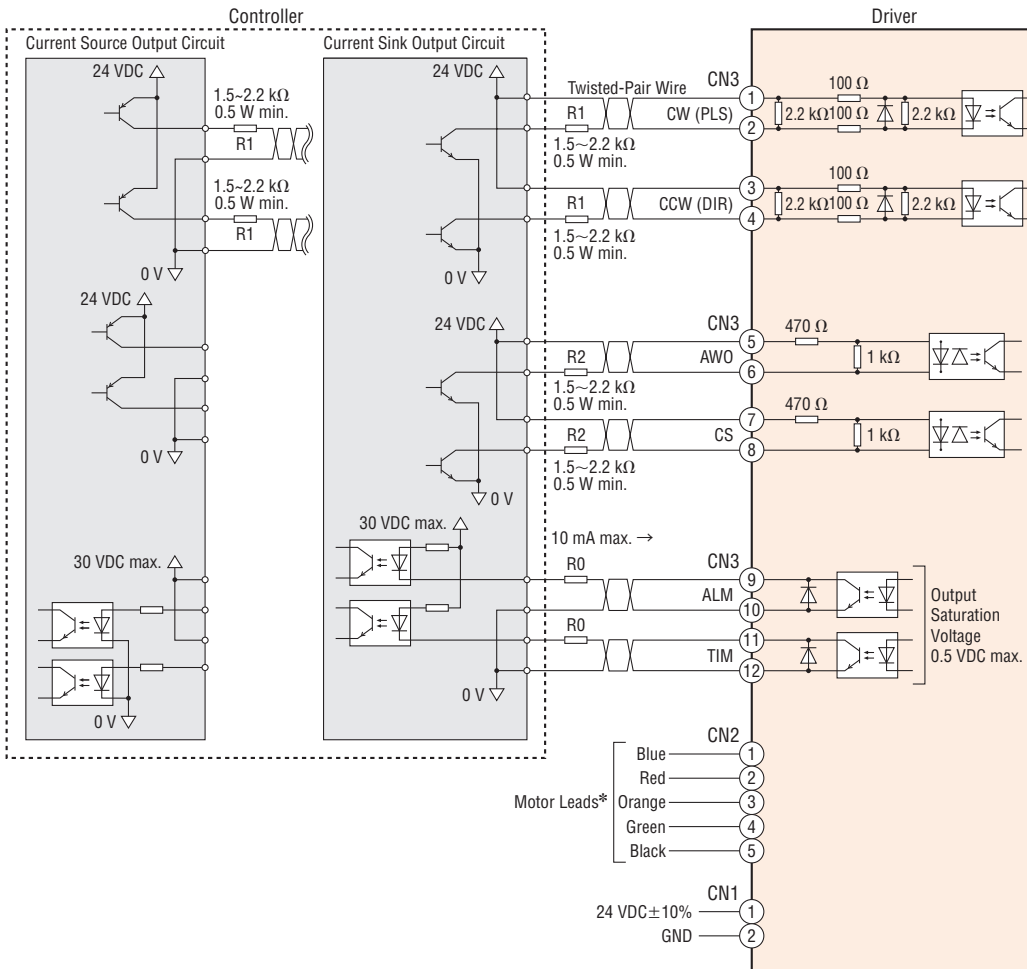 Controller
Driver
Current Source Output Circuit
Current Sink Output Circuit
24 VDC
1.5~2.2 kΩ
0.5 W min.
R1
1.5~2.2 kΩ
0.5 W min.
R1
0 V
24 VDC
0 V
30 VDC max.
0 V
24 VDC
0 V
24 VDC
0 V
30 VDC max.
0 V
Twisted-Pair Wire
R1
CW (PLS)
1.5~2.2 kΩ
0.5 W min.
R1
CCW (DIR)
1.5~2.2 kΩ
0.5 W min.
R2
AWO
1.5~2.2 kΩ
0.5 W min.
R2
CS
1.5~2.2 kΩ
0.5 W min.
10 mA max. →
R0
ALM
R0
TIM
CN3
1
2
100 Ω
2.2 kΩ
100 Ω
2.2 kΩ
3
4
100 Ω
2.2 kΩ
100 Ω
2.2 kΩ
CN3
5
6
470 Ω
1 kΩ
7
8
470 Ω
1 kΩ
CN3
9
10
11
12
Output
Saturation
Voltage
0.5 VDC max.
CN2
Motor Leads*
Blue 1
Red 2
Orange 3
Green 4
Black 5
CN1
24 VDC±10% 1
GND 2